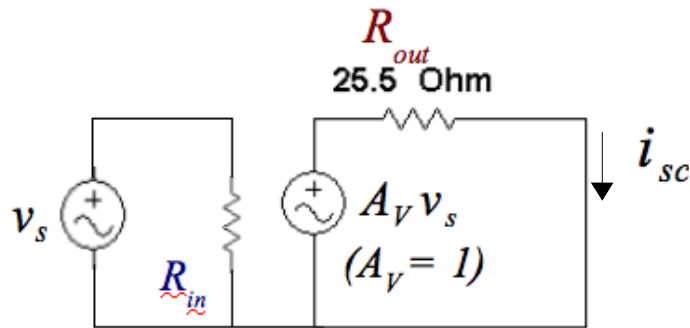 R_out
25.5 Ohm
i_sc
+
+
v_s
A_V v_s
R_in
(A_V = 1)